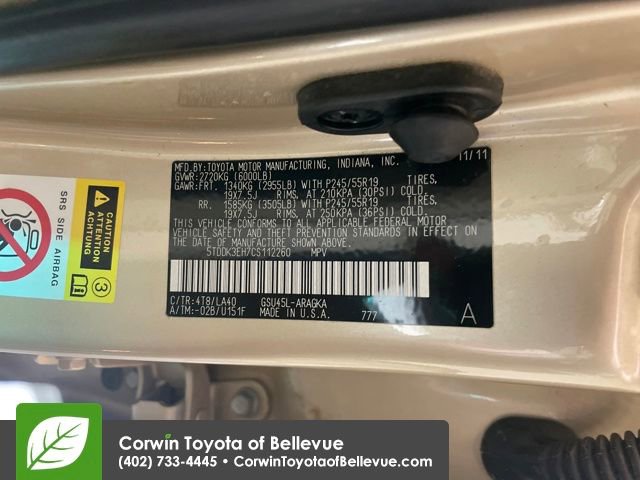 MFD.BY:TOYOTA MOTOR MANUFACTURING, INDIANA, INC. 11/11
GVWR:2720KG (6000LB)
GAWR:FRT. 1340KG (2955LB) WITH P245/55R19 TIRES,
19X7.5J RIMS, AT 210KPA (30PSI) COLD,
RR. 1585KG (3505LB) WITH P245/55R19 TIRES,
19X7.5J RIMS, AT 250KPA (36PSI) COLD.
THIS VEHICLE CONFORMS TO ALL APPLICABLE FEDERAL MOTOR
VEHICLE SAFETY AND THEFT PREVENTION STANDARDS IN EFFECT
ON THE DATE OF MANUFACTURE SHOWN ABOVE.
5TDDK3EH7CS112260 MPV
C/TR:4T8/LA40 GSU45L-ARAGKA
A/TM:-02B/U151F MADE IN U.S.A. 777 A
SRS SIDE AIRBAG
Attention
Corwin Toyota of Bellevue
(402) 733-4445 • CorwinToyotaofBellevue.com